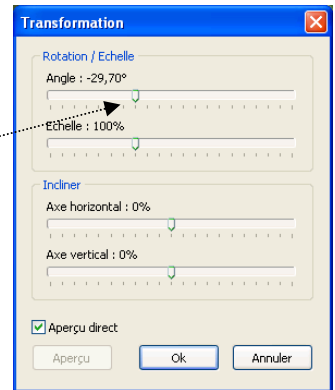 Transformation
Rotation / Echelle
Angle : -29,70°
Echelle : 100%
Incliner
Axe horizontal : 0%
Axe vertical : 0%
Aperçu direct
Aperçu Ok Annuler